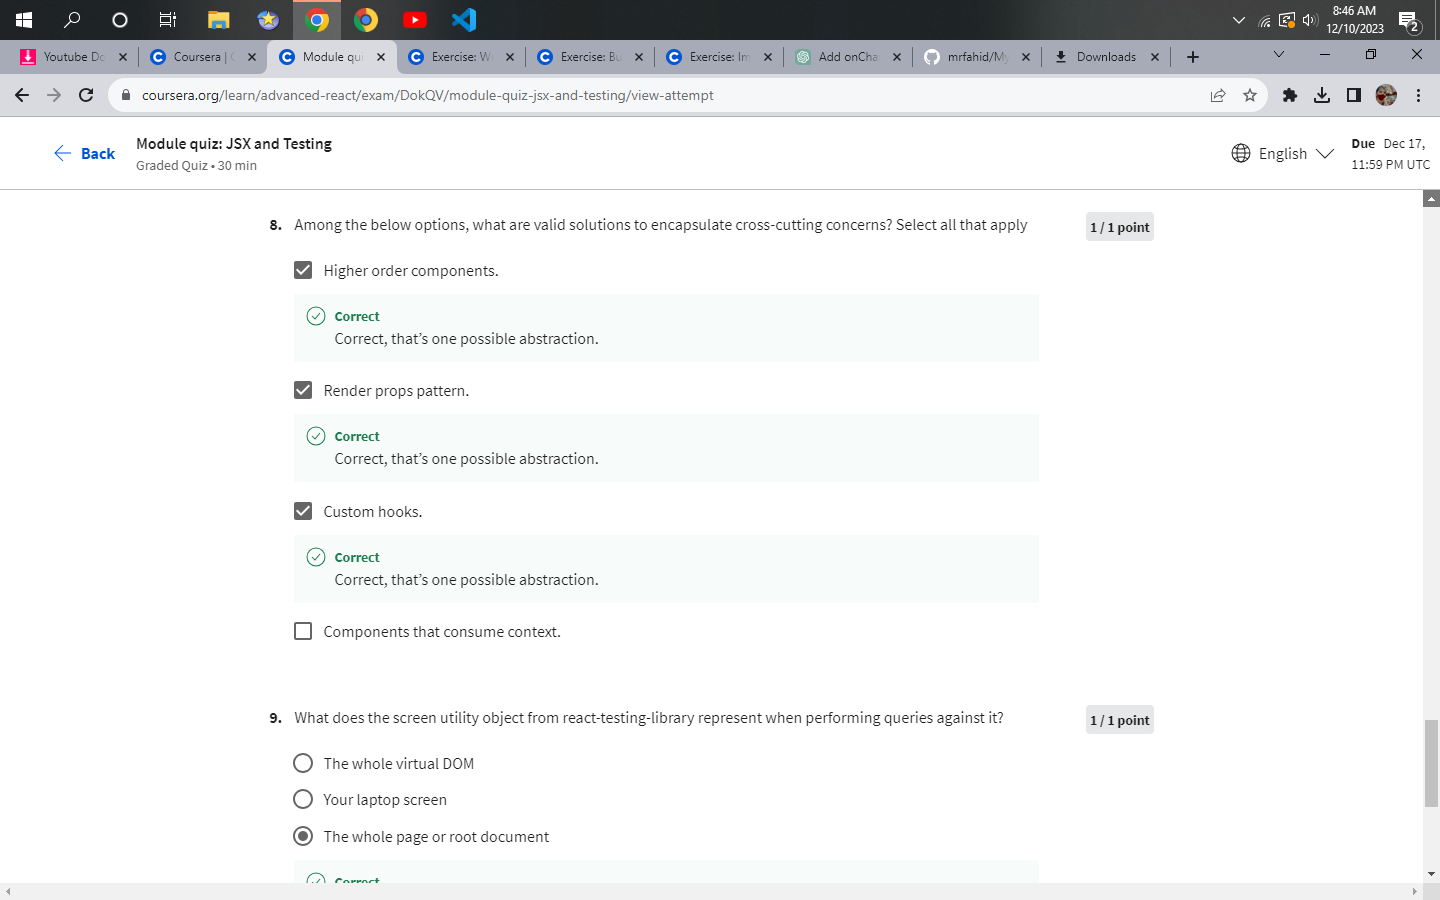 8:46 AM
12/10/2023
2
Youtube Do
Coursera |
Module qui
Exercise: W
Exercise: Bu
Exercise: Im
Add onCha
mrfahid/My
Downloads
coursera.org/learn/advanced-react/exam/DokQV/module-quiz-jsx-and-testing/view-attempt
Back
Module quiz: JSX and Testing
Graded Quiz • 30 min
English
Due Dec 17,
11:59 PM UTC
8. Among the below options, what are valid solutions to encapsulate cross-cutting concerns? Select all that apply
1 / 1 point
Higher order components.
Correct
Correct, that’s one possible abstraction.
Render props pattern.
Correct
Correct, that’s one possible abstraction.
Custom hooks.
Correct
Correct, that’s one possible abstraction.
Components that consume context.
9. What does the screen utility object from react-testing-library represent when performing queries against it?
1 / 1 point
The whole virtual DOM
Your laptop screen
The whole page or root document
Correct